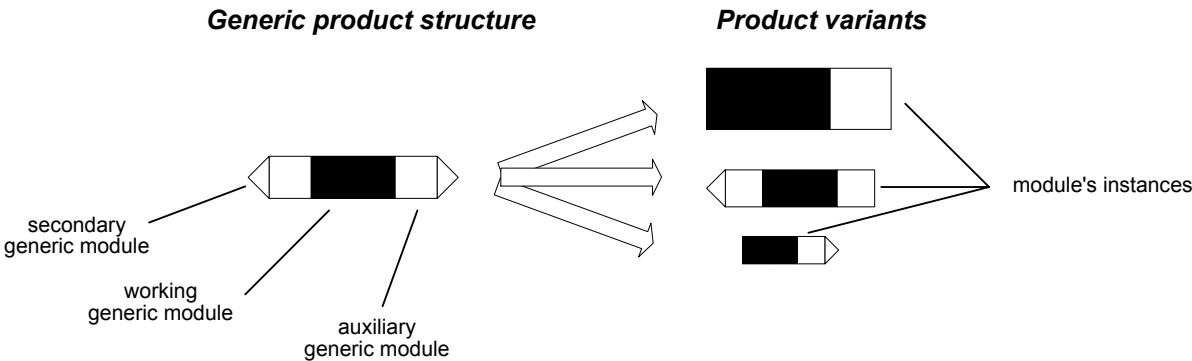 Generic product structure
Product variants
module's instances
secondary
generic module
working
generic module
auxiliary
generic module